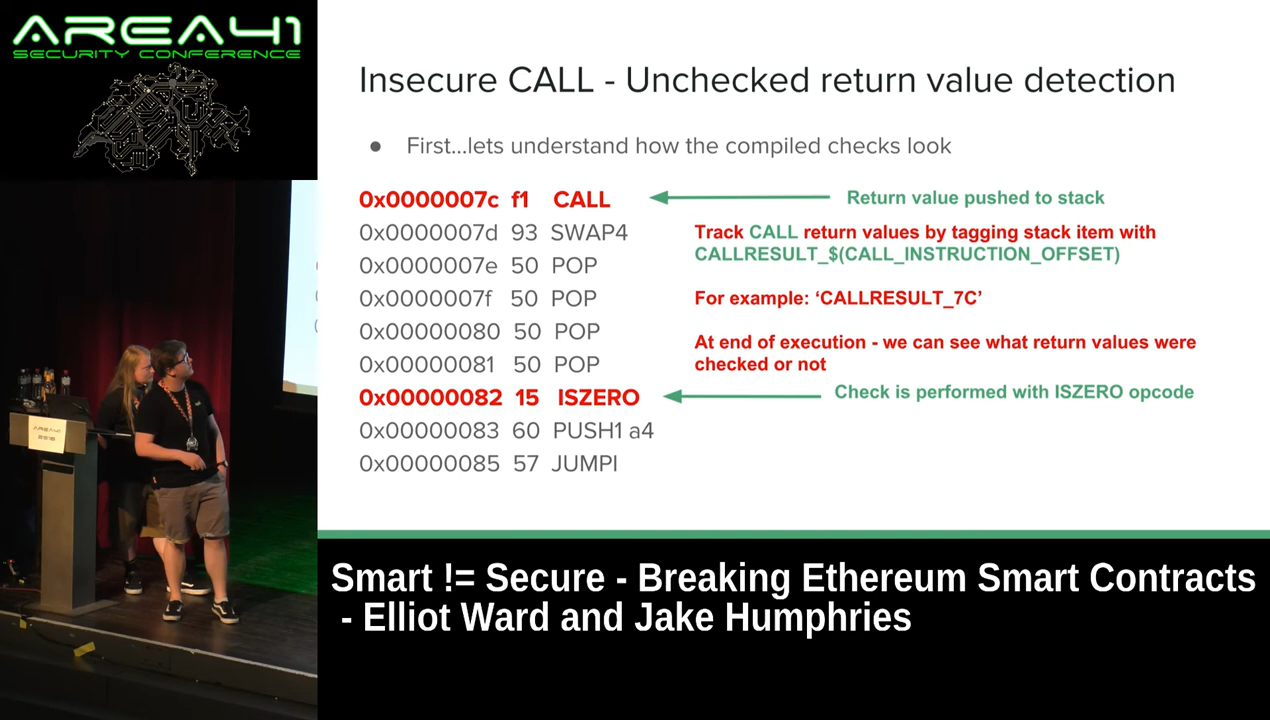 AREA41
SECURITY CONFERENCE
Insecure CALL - Unchecked return value detection
● First...lets understand how the compiled checks look
0x0000007c f1 CALL
Return value pushed to stack
0x0000007d 93 SWAP4
0x0000007e 50 POP
0x0000007f 50 POP
0x00000080 50 POP
0x00000081 50 POP
0x00000082 15 ISZERO
0x00000083 60 PUSH1 a4
0x00000085 57 JUMPI
Track CALL return values by tagging stack item with
CALLRESULT_$(CALL_INSTRUCTION_OFFSET)
For example: ‘CALLRESULT_7C’
At end of execution - we can see what return values were
checked or not
Check is performed with ISZERO opcode
AREA41
Smart != Secure - Breaking Ethereum Smart Contracts
- Elliot Ward and Jake Humphries